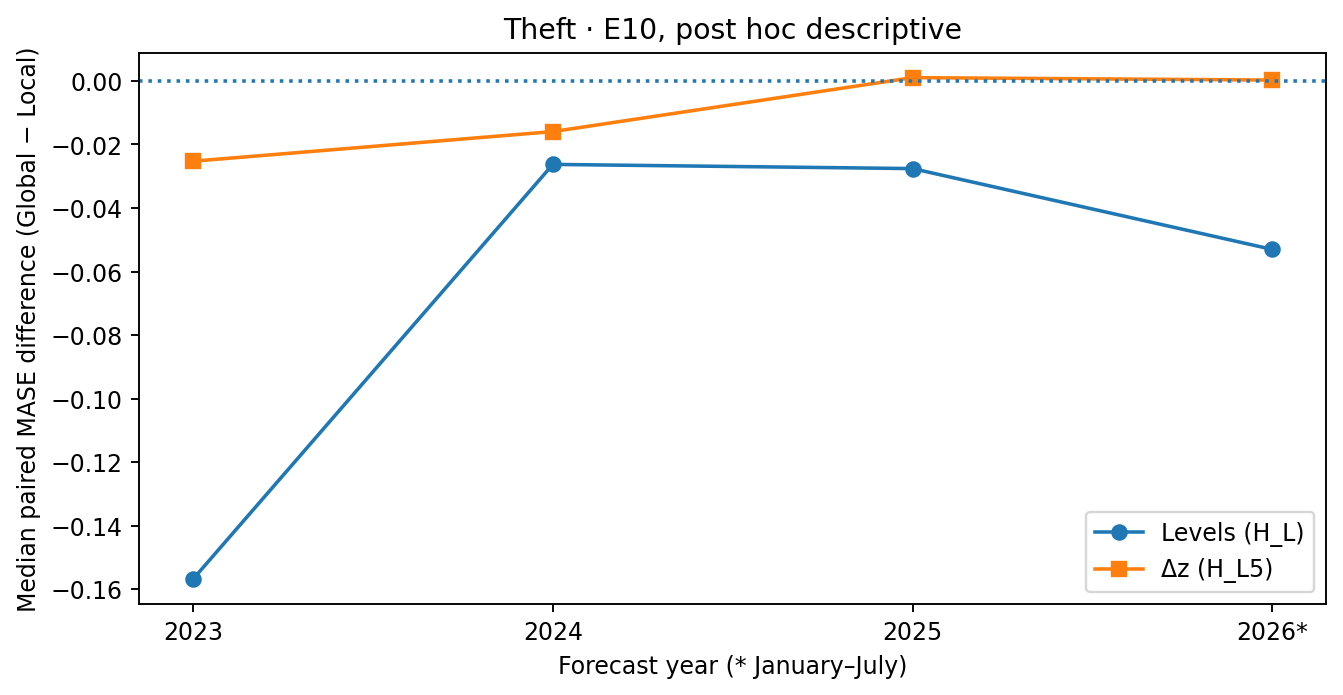 Theft · E10, post hoc descriptive
Median paired MASE difference (Global − Local)
0.00
−0.02
−0.04
−0.06
−0.08
−0.10
−0.12
−0.14
−0.16
Levels (H_L)
Δz (H_L5)
2023 2024 2025 2026*
Forecast year (* January–July)